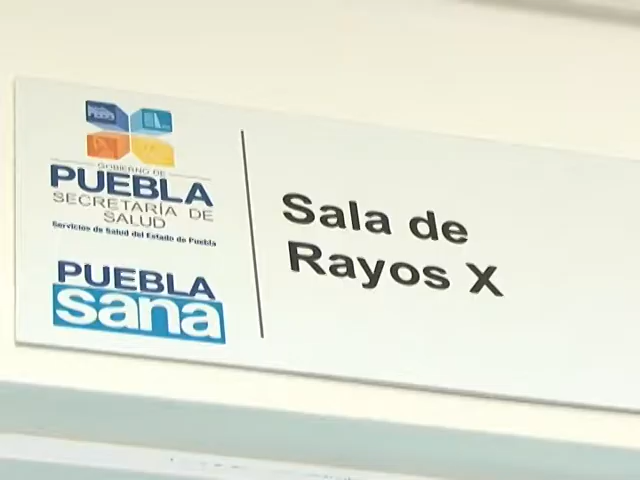 GOBIERNO DE
PUEBLA
SECRETARÍA DE
SALUD
Servicios de Salud del Estado de Puebla
PUEBLA
sana
Sala de
Rayos X